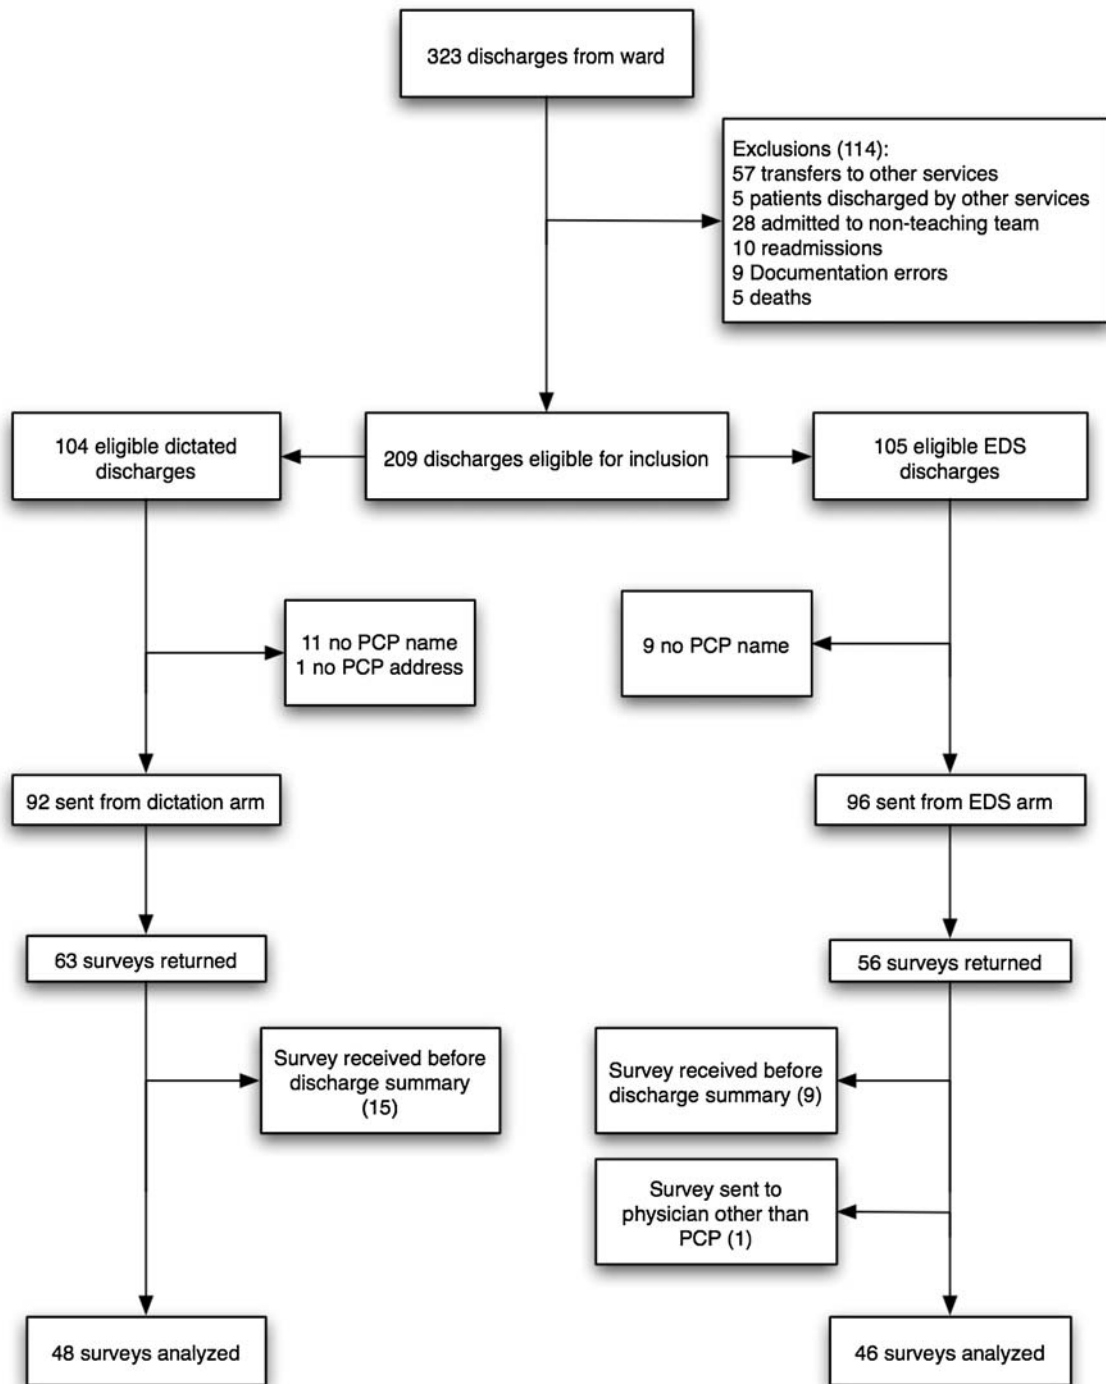 323 discharges from ward
Exclusions (114):
57 transfers to other services
5 patients discharged by other services
28 admitted to non-teaching team
10 readmissions
9 Documentation errors
5 deaths
104 eligible dictated
discharges
209 discharges eligible for inclusion
105 eligible EDS
discharges
11 no PCP name
1 no PCP address
9 no PCP name
92 sent from dictation arm
96 sent from EDS arm
63 surveys returned
56 surveys returned
Survey received before
discharge summary
(15)
Survey received before
discharge summary (9)
Survey sent to
physician other than
PCP (1)
48 surveys analyzed
46 surveys analyzed